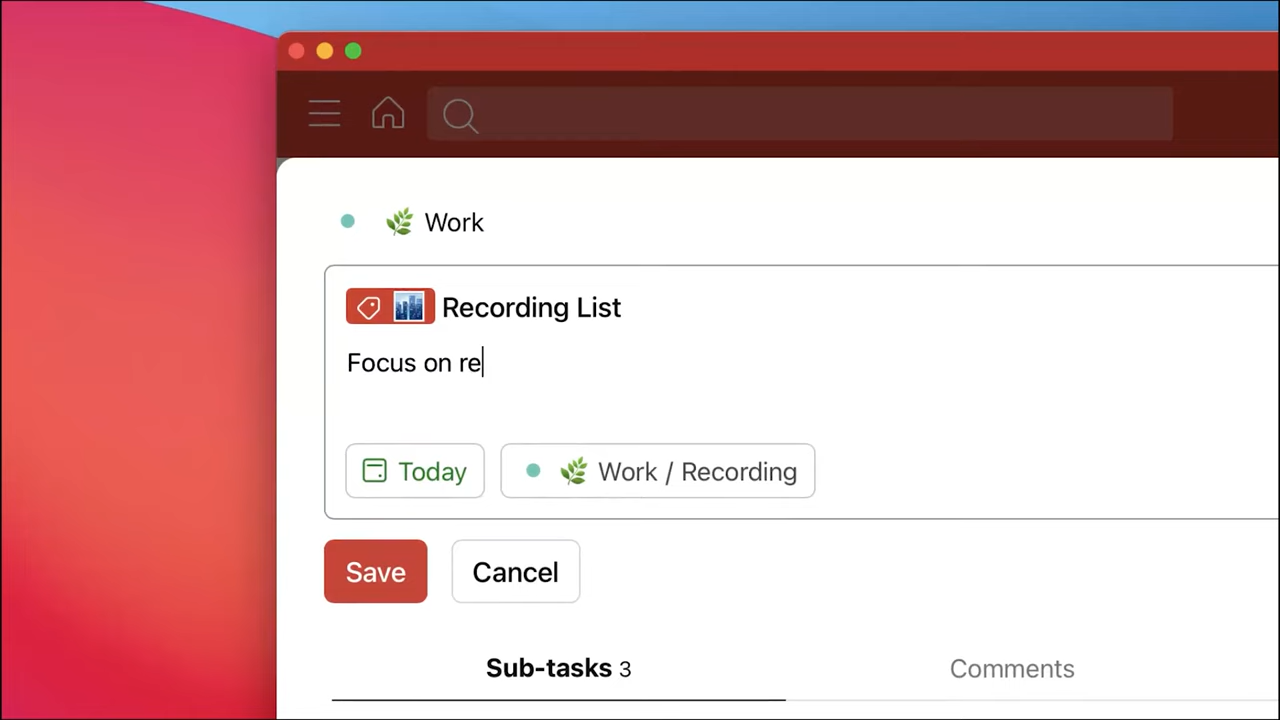 Work
Recording List
Focus on re
Today
Work / Recording
Save
Cancel
Sub-tasks 3
Comments